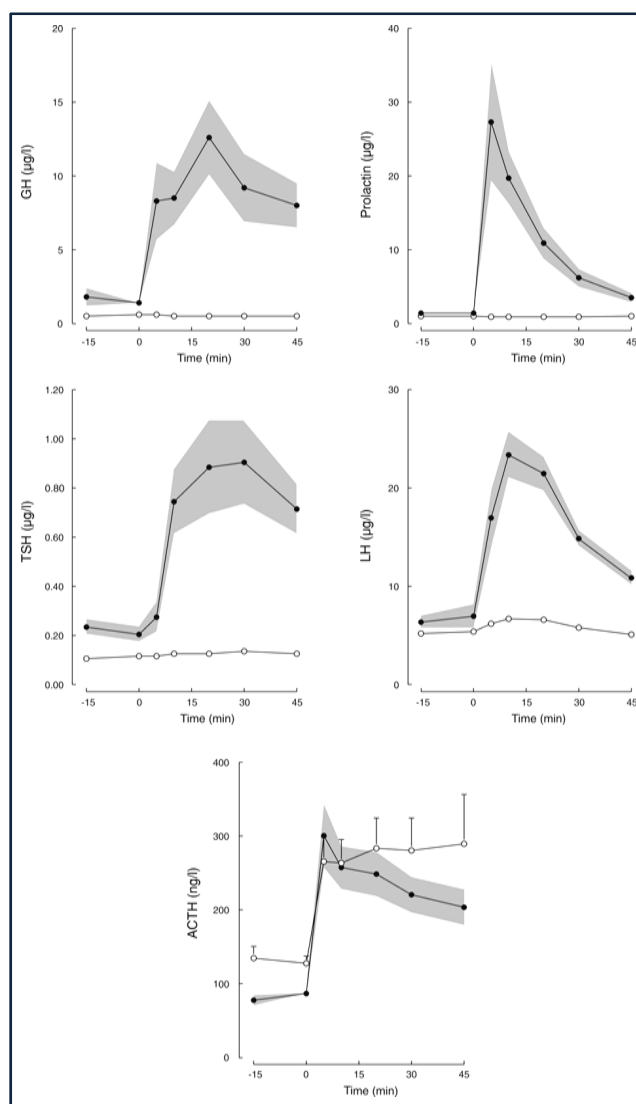 20
15
10
5
0
GH (µg/l)
-15 0 15 30 45
Time (min)
40
30
20
10
0
Prolactin (µg/l)
-15 0 15 30 45
Time (min)
1.20
1.00
0.80
0.60
0.40
0.20
0.00
TSH (µg/l)
-15 0 15 30 45
Time (min)
30
20
10
0
LH (µg/l)
-15 0 15 30 45
Time (min)
400
300
200
100
0
ACTH (ng/l)
-15 0 15 30 45
Time (min)